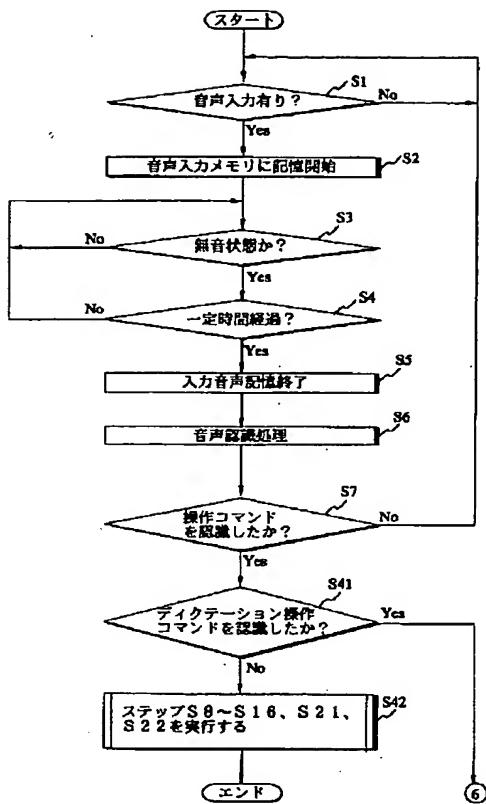 スタート
S1
音声入力有り?
No
Yes
S2
音声入力メモリに記憶開始
S3
No
無音状態か?
Yes
S4
No
一定時間経過?
Yes
S5
入力音声記憶終了
S6
音声認識処理
S7
操作コマンド
を認識したか?
No
Yes
S41
ディクテーション操作
コマンドを認識したか?
Yes
No
S42
ステップS8〜S16、S21、
S22を実行する
エンド
6